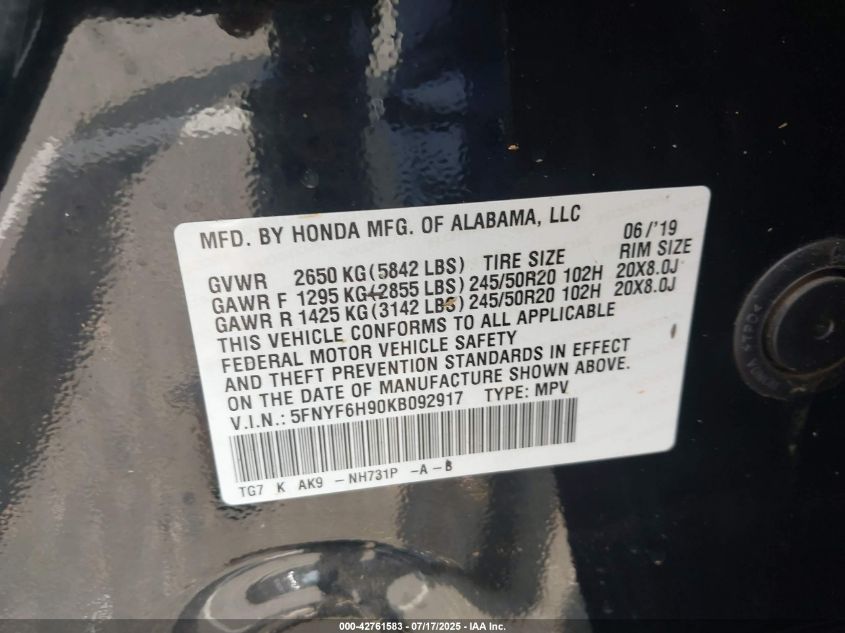 MFD. BY HONDA MFG. OF ALABAMA, LLC 06/'19
GVWR 2650 KG (5842 LBS) TIRE SIZE RIM SIZE
GAWR F 1295 KG (2855 LBS) 245/50R20 102H 20X8.0J
GAWR R 1425 KG (3142 LBS) 245/50R20 102H 20X8.0J
THIS VEHICLE CONFORMS TO ALL APPLICABLE
FEDERAL MOTOR VEHICLE SAFETY
AND THEFT PREVENTION STANDARDS IN EFFECT
ON THE DATE OF MANUFACTURE SHOWN ABOVE.
V.I.N.: 5FNYF6H90KB092917 TYPE: MPV
TG7 K AK9 -NH731P -A-B
000-42761583 - 07/17/2025 - IAA Inc.